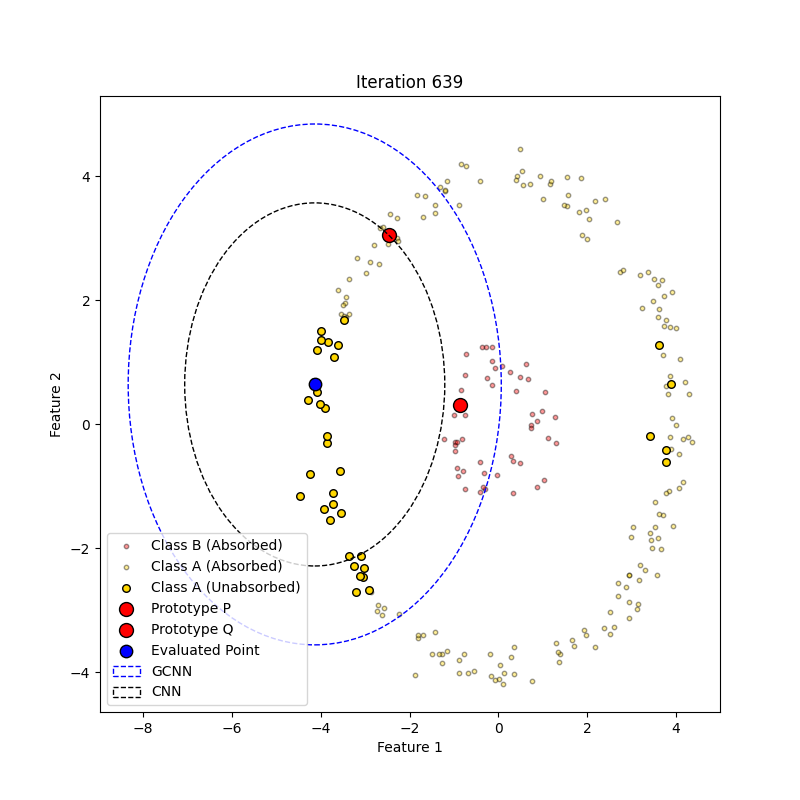 Iteration 639
Feature 2
4
2
0
−2
−4
Class B (Absorbed)
Class A (Absorbed)
Class A (Unabsorbed)
Prototype P
Prototype Q
Evaluated Point
GCNN
CNN
−8
−6
−4
−2
0
2
4
Feature 1